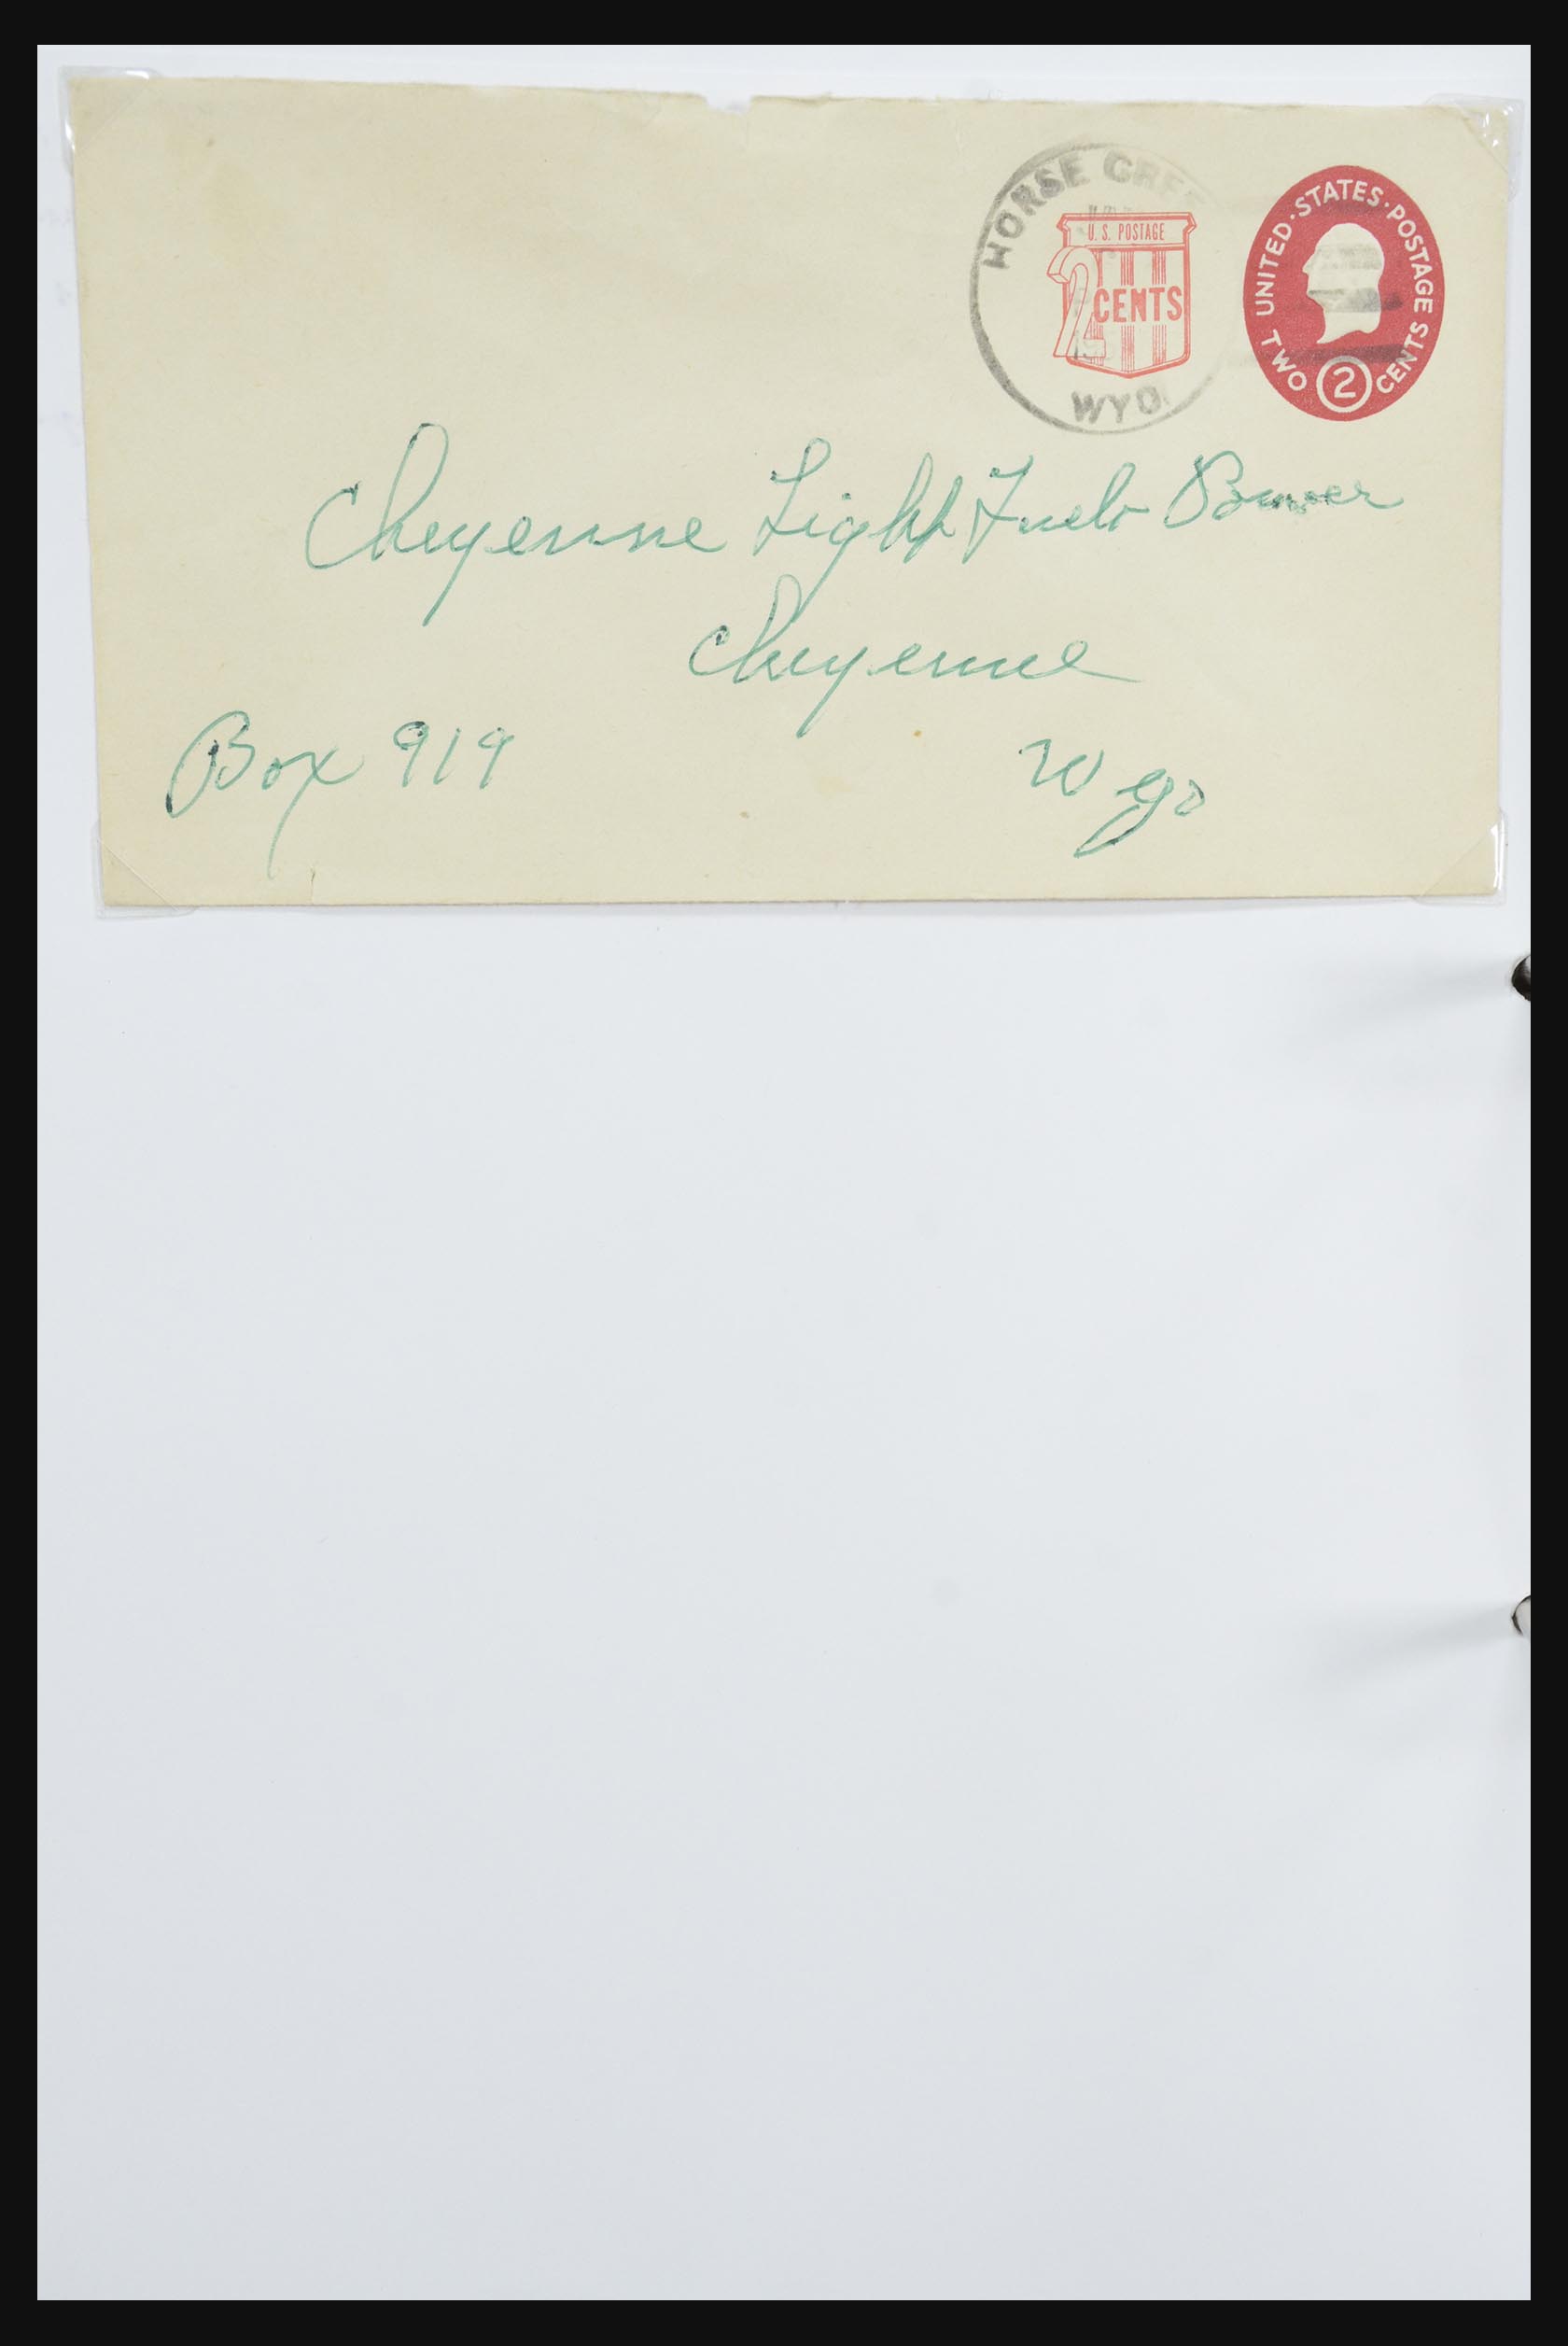 HORSE CREE
WYO
U. S. POSTAGE
2 CENTS
UNITED·STATES·POSTAGE
TWO 2 CENTS
Cheyenne Light Fuel & Power
Cheyenne
Box 919 Wyo